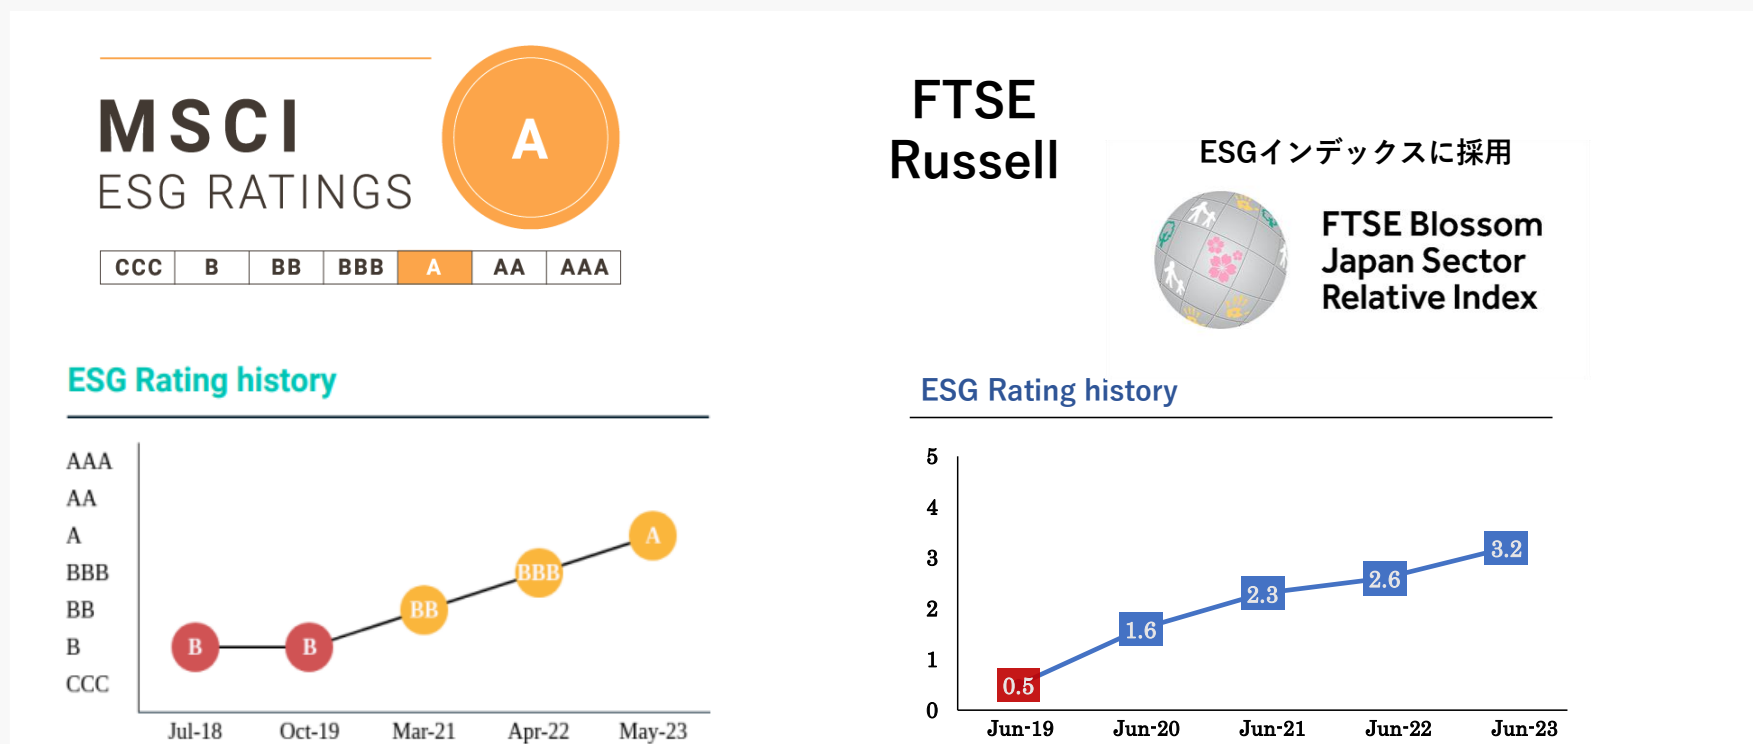 MSCI
ESG RATINGS
A
CCC B BB BBB A AA AAA
ESG Rating history
AAA
AA
A
BBB
BB
B
CCC
B B BB BBB A
Jul-18 Oct-19 Mar-21 Apr-22 May-23
FTSE
Russell
ESGインデックスに採用
FTSE Blossom
Japan Sector
Relative Index
ESG Rating history
5
4
3
2
1
0
0.5 1.6 2.3 2.6 3.2
Jun-19 Jun-20 Jun-21 Jun-22 Jun-23